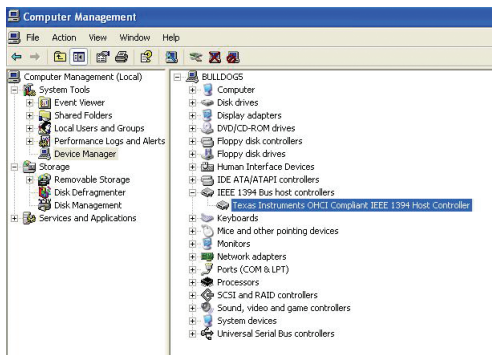 Computer Management
File Action View Window Help
Computer Management (Local)
System Tools
Event Viewer
Shared Folders
Local Users and Groups
Performance Logs and Alerts
Device Manager
Storage
Removable Storage
Disk Defragmenter
Disk Management
Services and Applications
BULLDOG5
Computer
Disk drives
Display adapters
DVD/CD-ROM drives
Floppy disk controllers
Floppy disk drives
Human Interface Devices
IDE ATA/ATAPI controllers
IEEE 1394 Bus host controllers
Texas Instruments OHCI Compliant IEEE 1394 Host Controller
Keyboards
Mice and other pointing devices
Monitors
Network adapters
Ports (COM & LPT)
Processors
SCSI and RAID controllers
Sound, video and game controllers
System devices
Universal Serial Bus controllers